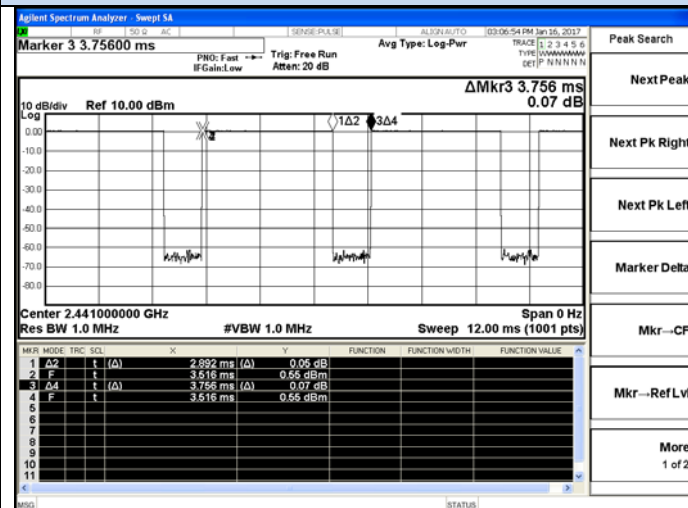 Agilent Spectrum Analyzer - Swept SA
LXI RF 50 Ω AC SENSE:PULSE ALIGN AUTO 03:06:54 PM Jan 16, 2017
Marker 3 3.75600 ms
PNO: Fast
IFGain:Low
Trig: Free Run
Atten: 20 dB
Avg Type: Log-Pwr
TRACE 1 2 3 4 5 6
TYPE WWWWWW
DET P N N N N N
ΔMkr3 3.756 ms
0.07 dB
10 dB/div Ref 10.00 dBm
Log
1Δ2 3Δ4
0.00
-10.0
-20.0
-30.0
-40.0
-50.0
-60.0
-70.0
-80.0
Center 2.441000000 GHz Span 0 Hz
Res BW 1.0 MHz #VBW 1.0 MHz Sweep 12.00 ms (1001 pts)
MKR MODE TRC SCL X Y FUNCTION FUNCTION WIDTH FUNCTION VALUE
1 Δ2 t (Δ) 2.892 ms (Δ) 0.05 dB
2 F t 3.516 ms 0.55 dBm
3 Δ4 t (Δ) 3.756 ms (Δ) 0.07 dB
4 F t 3.516 ms 0.55 dBm
5
6
7
8
9
10
11
MSG STATUS
Peak Search
Next Peak
Next Pk Right
Next Pk Left
Marker Delta
Mkr→CF
Mkr→Ref Lvl
More
1 of 2